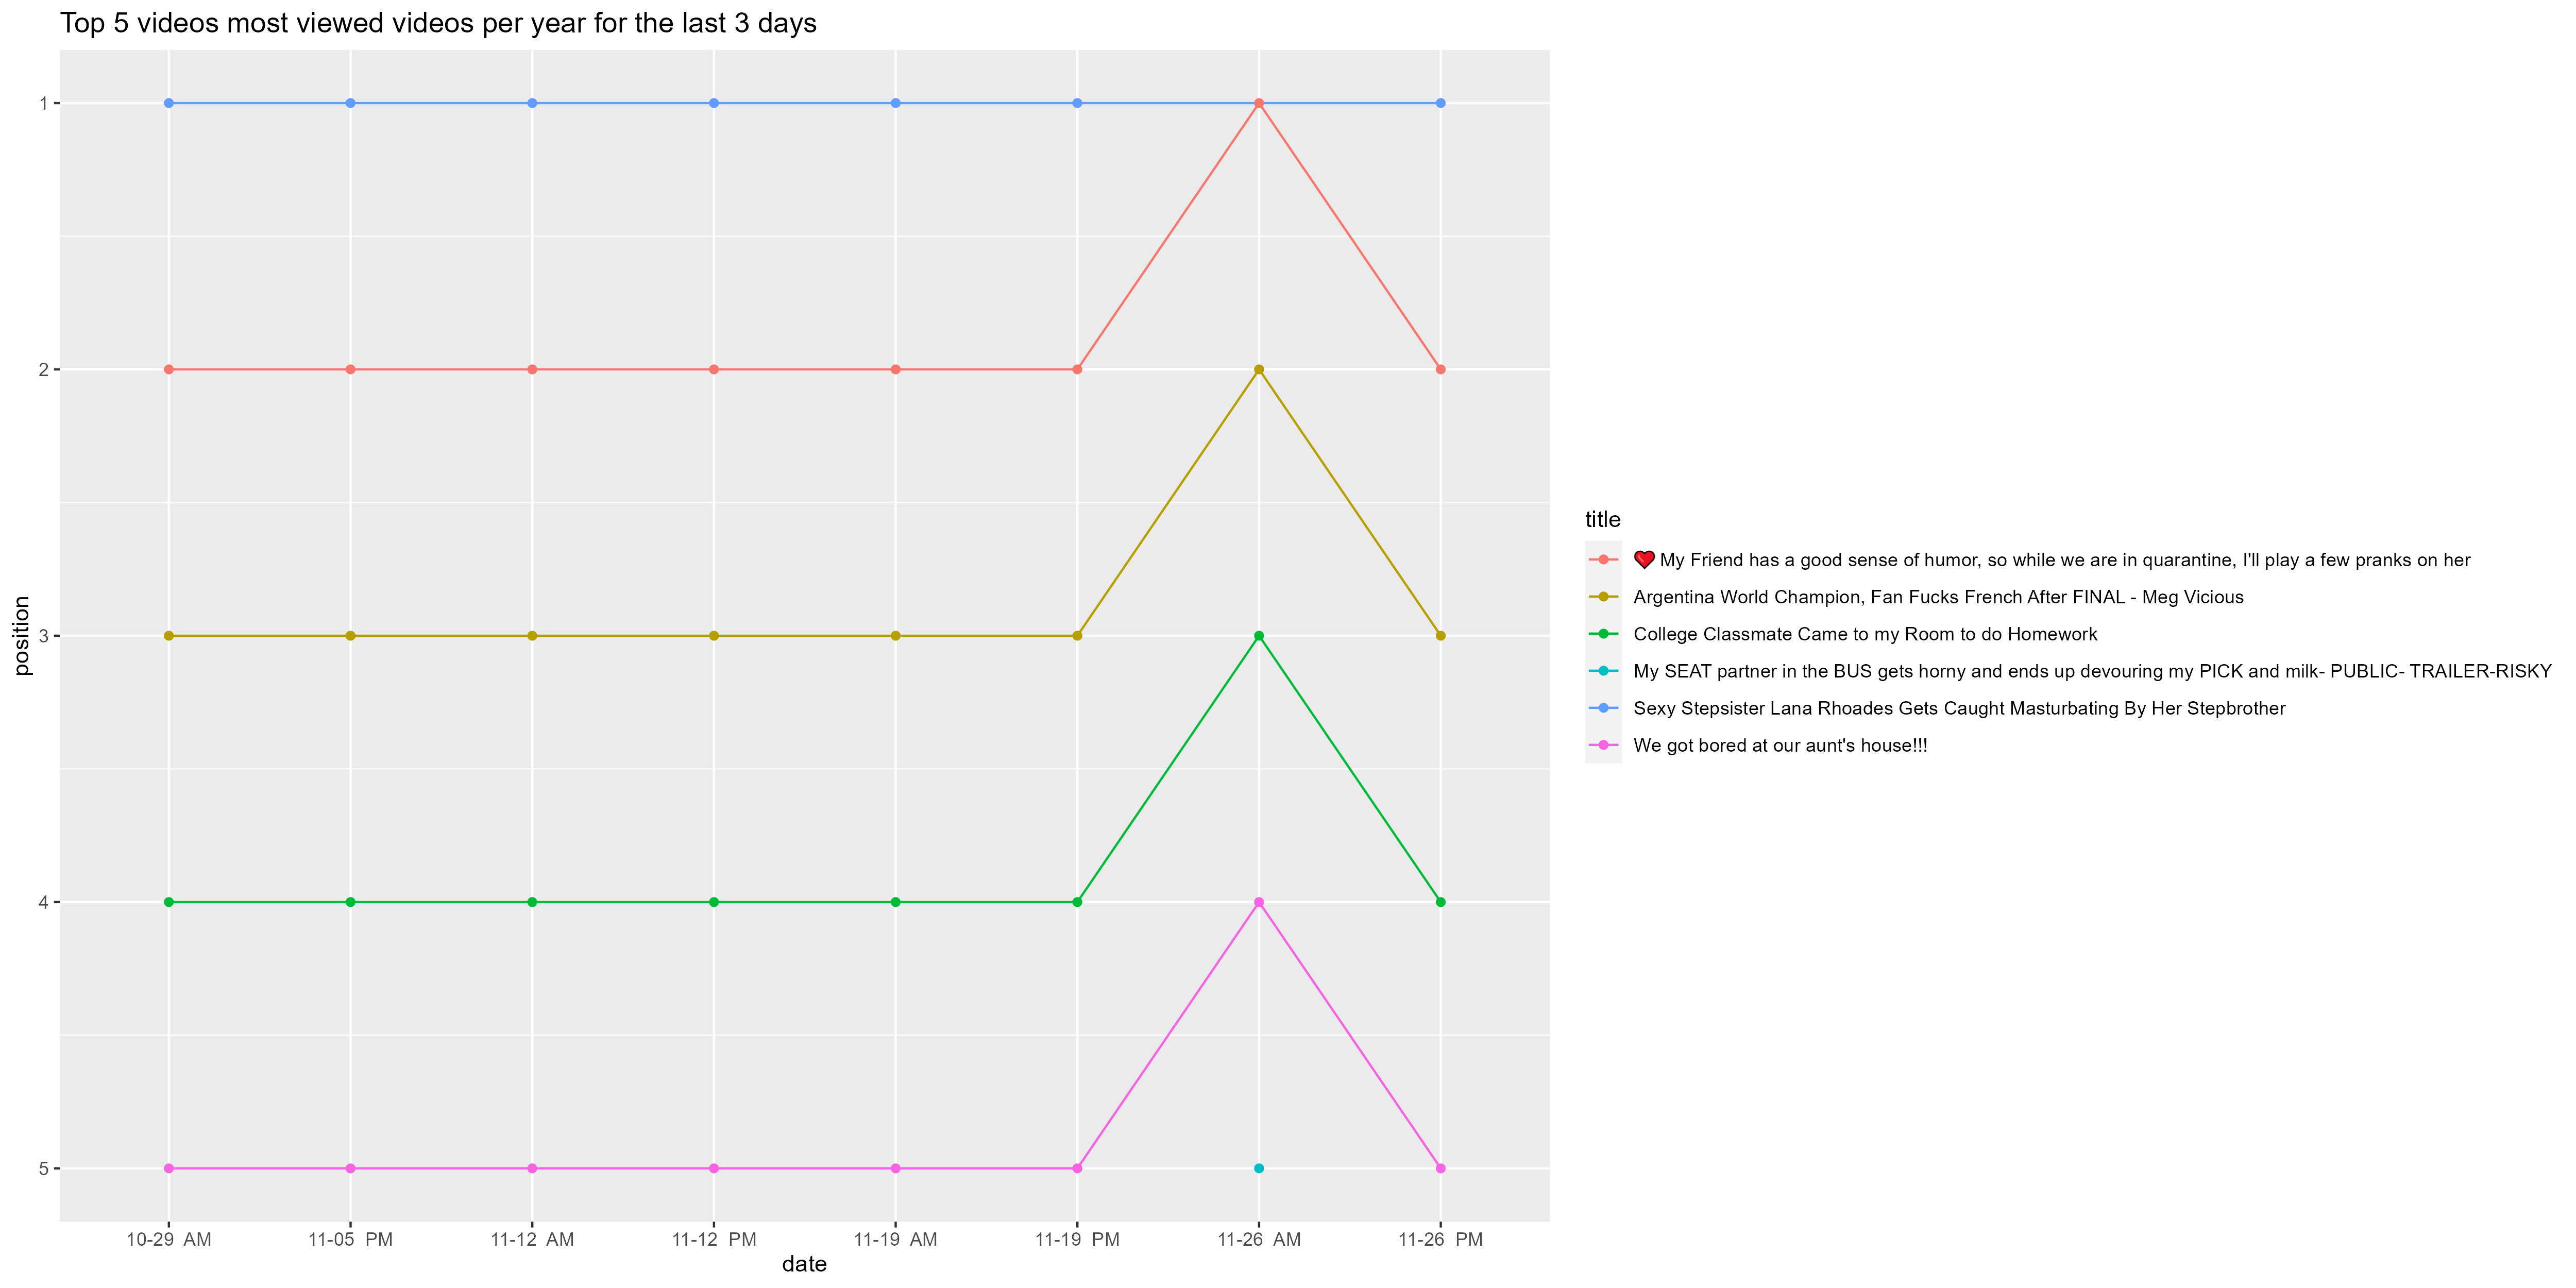 Top 5 videos most viewed videos per year for the last 3 days
position
1
2
3
4
5
10-29 AM
11-05 PM
11-12 AM
11-12 PM
11-19 AM
11-19 PM
11-26 AM
11-26 PM
date
title
❤️ My Friend has a good sense of humor, so while we are in quarantine, I'll play a few pranks on her
Argentina World Champion, Fan Fucks French After FINAL - Meg Vicious
College Classmate Came to my Room to do Homework
My SEAT partner in the BUS gets horny and ends up devouring my PICK and milk- PUBLIC- TRAILER-RISKY
Sexy Stepsister Lana Rhoades Gets Caught Masturbating By Her Stepbrother
We got bored at our aunt's house!!!